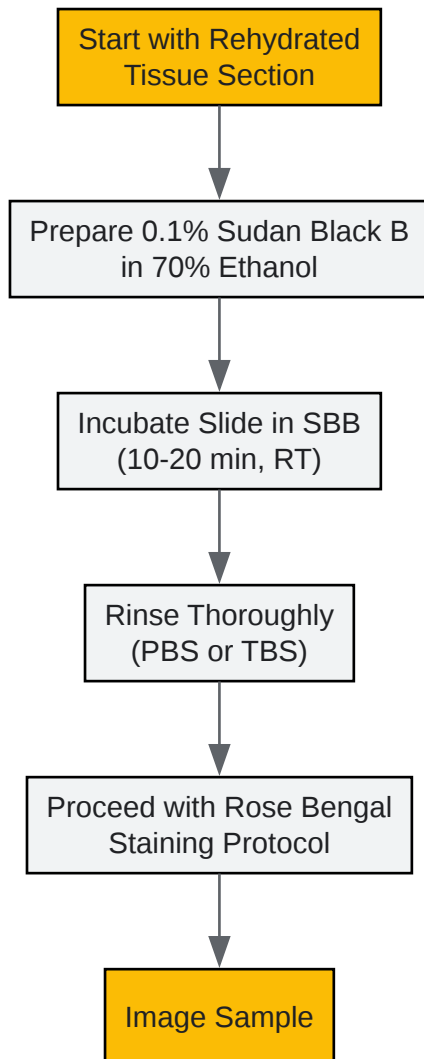 Start with Rehydrated
Tissue Section
Prepare 0.1% Sudan Black B
in 70% Ethanol
Incubate Slide in SBB
(10-20 min, RT)
Rinse Thoroughly
(PBS or TBS)
Proceed with Rose Bengal
Staining Protocol
Image Sample